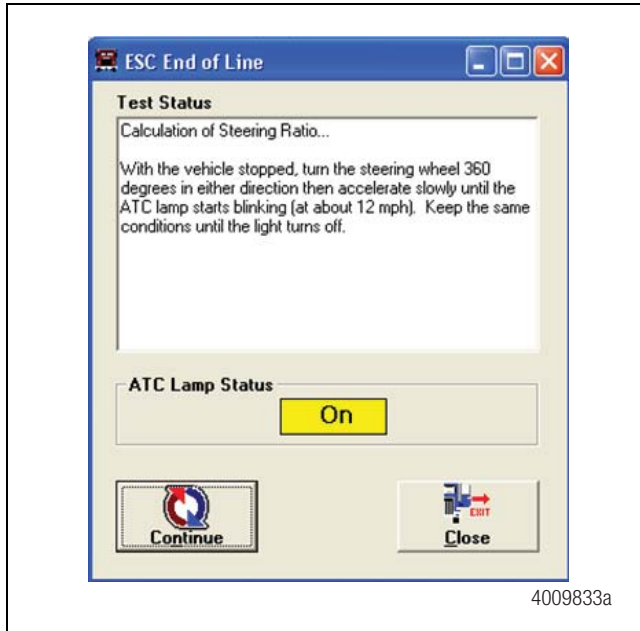 ESC End of Line
Test Status
Calculation of Steering Ratio...
With the vehicle stopped, turn the steering wheel 360
degrees in either direction then accelerate slowly until the
ATC lamp starts blinking (at about 12 mph). Keep the same
conditions until the light turns off.
ATC Lamp Status
On
EXIT
Continue
Close
4009833a